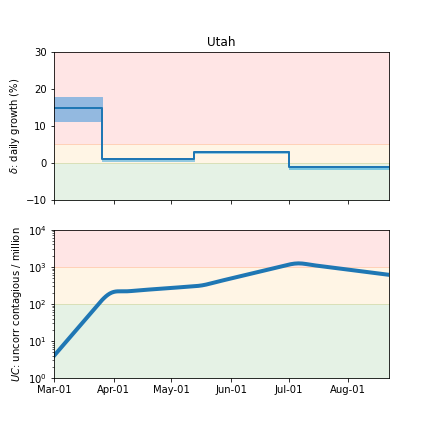 Utah
δ: daily growth (%)
30
20
10
0
−10
UC: uncorr contagious / million
10⁴
10³
10²
10¹
10⁰
Mar-01 Apr-01 May-01 Jun-01 Jul-01 Aug-01